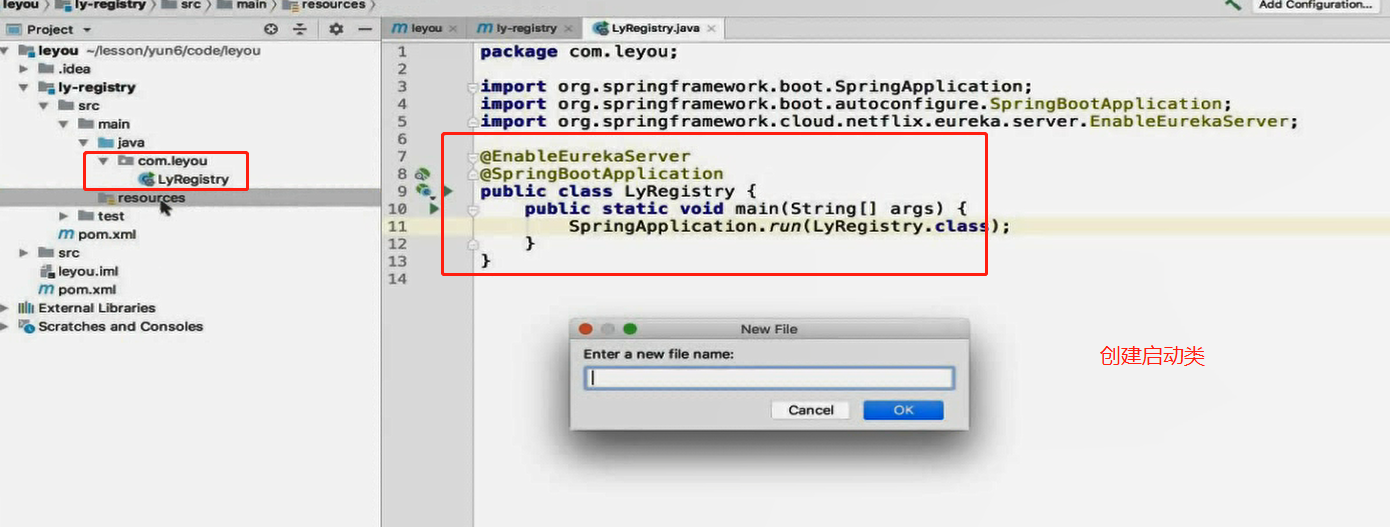 leyou ly-registry src main resources
Add Configuration...
Project
leyou ~/lesson/yun6/code/leyou
.idea
ly-registry
src
main
java
com.leyou
LyRegistry
resources
test
pom.xml
src
leyou.iml
pom.xml
External Libraries
Scratches and Consoles
leyou ly-registry LyRegistry.java
1 package com.leyou;
2
3 import org.springframework.boot.SpringApplication;
4 import org.springframework.boot.autoconfigure.SpringBootApplication;
5 import org.springframework.cloud.netflix.eureka.server.EnableEurekaServer;
6
7 @EnableEurekaServer
8 @SpringBootApplication
9 public class LyRegistry {
10 public static void main(String[] args) {
11 SpringApplication.run(LyRegistry.class);
12 }
13 }
14
New File
Enter a new file name:
Cancel OK
创建启动类